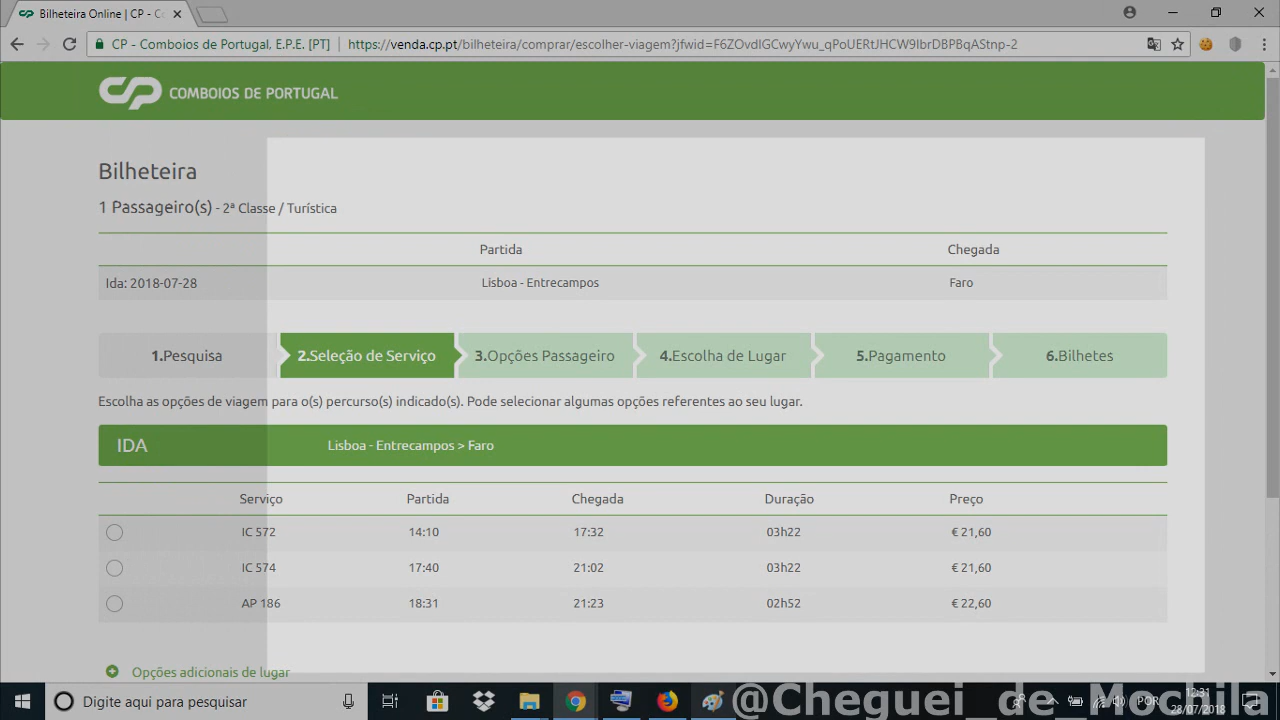 Bilheteira Online | CP - Co
CP - Comboios de Portugal, E.P.E. [PT]
https://venda.cp.pt/bilheteira/comprar/escolher-viagem?jfwid=F6ZOvdIGCwyYwu_qPoUERtJHCW9IbrDBPBqAStnp-2
CP COMBOIOS DE PORTUGAL
Bilheteira
1 Passageiro(s) - 2ª Classe / Turística
Partida Chegada
Ida: 2018-07-28 Lisboa - Entrecampos Faro
1.Pesquisa 2.Seleção de Serviço 3.Opções Passageiro 4.Escolha de Lugar 5.Pagamento 6.Bilhetes
Escolha as opções de viagem para o(s) percurso(s) indicado(s). Pode selecionar algumas opções referentes ao seu lugar.
IDA Lisboa - Entrecampos > Faro
Serviço Partida Chegada Duração Preço
IC 572 14:10 17:32 03h22 € 21,60
IC 574 17:40 21:02 03h22 € 21,60
AP 186 18:31 21:23 02h52 € 22,60
Opções adicionais de lugar
Digite aqui para pesquisar
POR
12:31
28/07/2018
@Cheguei_de_Mochila